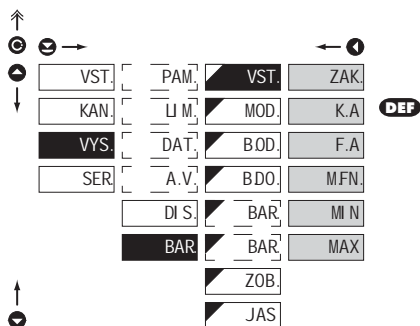 VST. PAM. VST. ZAK.
KAN. LIM. MOD. K.A DEF
VYS. DAT. B.OD. F.A
SER. A.V. B.DO. M.FN.
DIS. BAR. MIN
BAR. BAR. MAX
ZOB.
JAS